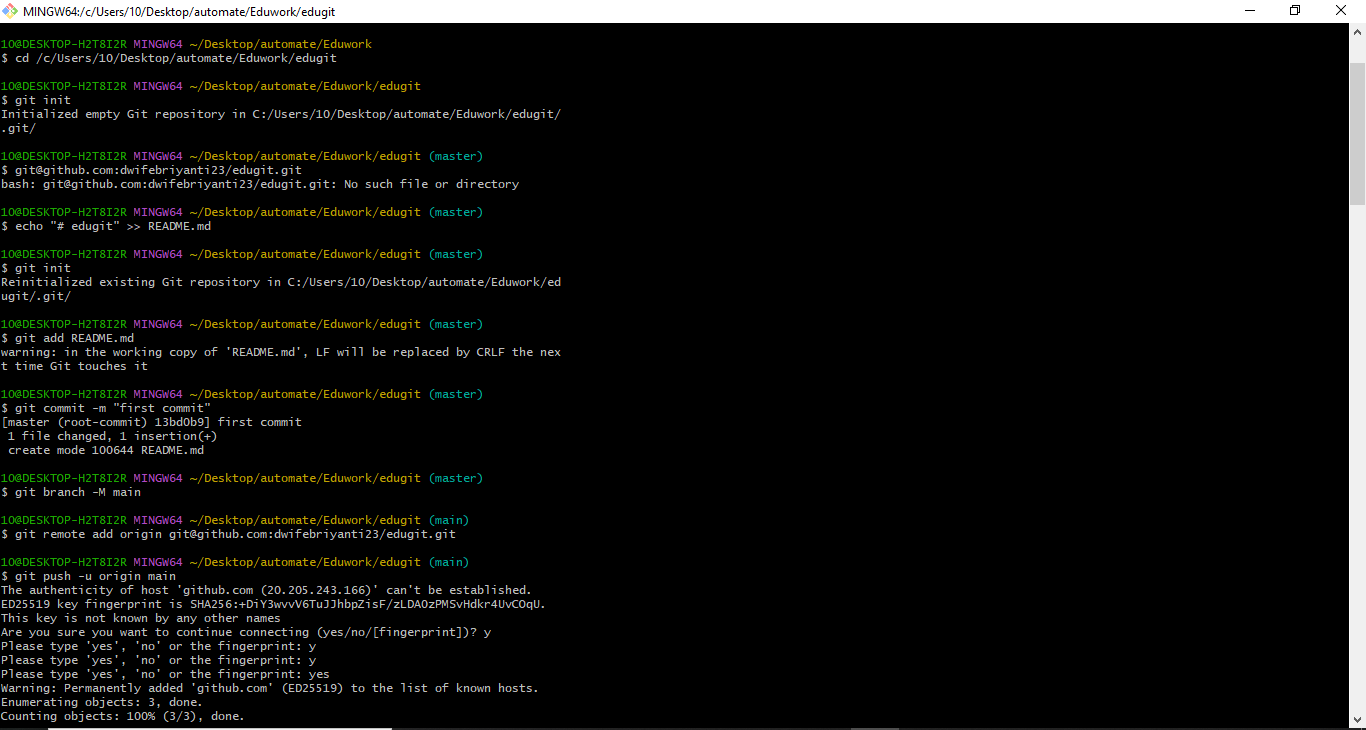 MINGW64:/c/Users/10/Desktop/automate/Eduwork/edugit
10@DESKTOP-H2T8I2R MINGW64 ~/Desktop/automate/Eduwork
$ cd /c/Users/10/Desktop/automate/Eduwork/edugit
10@DESKTOP-H2T8I2R MINGW64 ~/Desktop/automate/Eduwork/edugit
$ git init
Initialized empty Git repository in C:/Users/10/Desktop/automate/Eduwork/edugit/
.git/
10@DESKTOP-H2T8I2R MINGW64 ~/Desktop/automate/Eduwork/edugit (master)
$ git@github.com:dwifebriyanti23/edugit.git
bash: git@github.com:dwifebriyanti23/edugit.git: No such file or directory
10@DESKTOP-H2T8I2R MINGW64 ~/Desktop/automate/Eduwork/edugit (master)
$ echo "# edugit" >> README.md
10@DESKTOP-H2T8I2R MINGW64 ~/Desktop/automate/Eduwork/edugit (master)
$ git init
Reinitialized existing Git repository in C:/Users/10/Desktop/automate/Eduwork/ed
ugit/.git/
10@DESKTOP-H2T8I2R MINGW64 ~/Desktop/automate/Eduwork/edugit (master)
$ git add README.md
warning: in the working copy of 'README.md', LF will be replaced by CRLF the nex
t time Git touches it
10@DESKTOP-H2T8I2R MINGW64 ~/Desktop/automate/Eduwork/edugit (master)
$ git commit -m "first commit"
[master (root-commit) 13bd0b9] first commit
 1 file changed, 1 insertion(+)
 create mode 100644 README.md
10@DESKTOP-H2T8I2R MINGW64 ~/Desktop/automate/Eduwork/edugit (master)
$ git branch -M main
10@DESKTOP-H2T8I2R MINGW64 ~/Desktop/automate/Eduwork/edugit (main)
$ git remote add origin git@github.com:dwifebriyanti23/edugit.git
10@DESKTOP-H2T8I2R MINGW64 ~/Desktop/automate/Eduwork/edugit (main)
$ git push -u origin main
The authenticity of host 'github.com (20.205.243.166)' can't be established.
ED25519 key fingerprint is SHA256:+DiY3wvvV6TuJJhbpZisF/zLDA0zPMSvHdkr4UvCOqU.
This key is not known by any other names
Are you sure you want to continue connecting (yes/no/[fingerprint])? y
Please type 'yes', 'no' or the fingerprint: y
Please type 'yes', 'no' or the fingerprint: y
Please type 'yes', 'no' or the fingerprint: yes
Warning: Permanently added 'github.com' (ED25519) to the list of known hosts.
Enumerating objects: 3, done.
Counting objects: 100% (3/3), done.